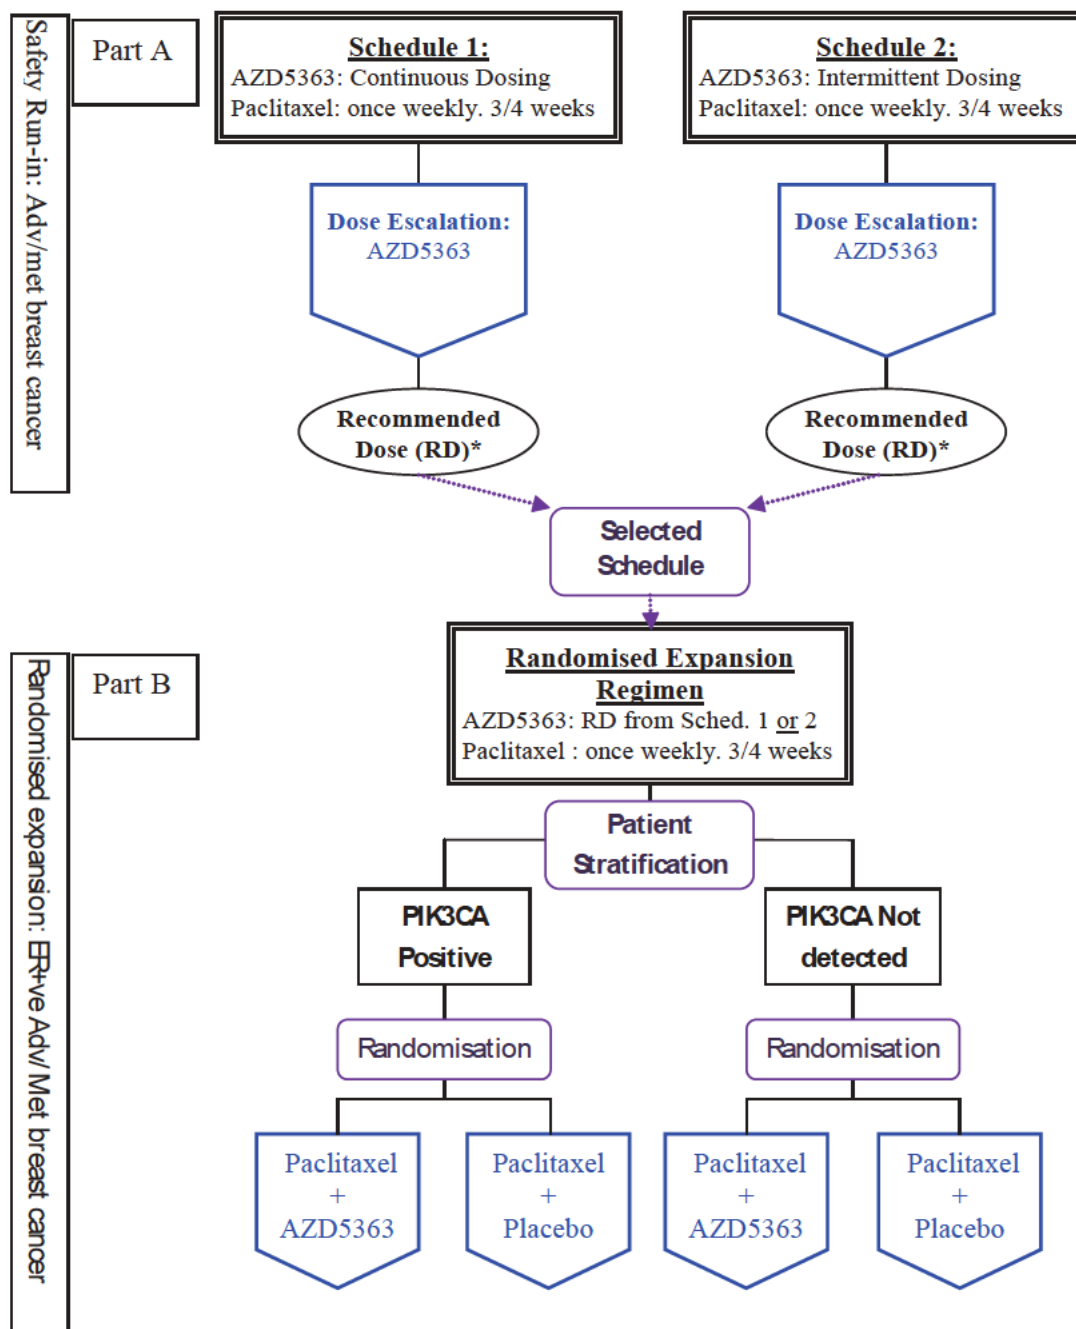 Safety Run-in: Adv/met breast cancer
Part A
Schedule 1:
AZD5363: Continuous Dosing
Paclitaxel: once weekly. 3/4 weeks
Schedule 2:
AZD5363: Intermittent Dosing
Paclitaxel: once weekly. 3/4 weeks
Dose Escalation:
AZD5363
Dose Escalation:
AZD5363
Recommended
Dose (RD)*
Recommended
Dose (RD)*
Selected
Schedule
Randomised expansion: ER+ve Adv/Met breast cancer
Part B
Randomised Expansion
Regimen
AZD5363: RD from Sched. 1 or 2
Paclitaxel : once weekly. 3/4 weeks
Patient
Stratification
PIK3CA
Positive
PIK3CA Not
detected
Randomisation
Randomisation
Paclitaxel
+
AZD5363
Paclitaxel
+
Placebo
Paclitaxel
+
AZD5363
Paclitaxel
+
Placebo